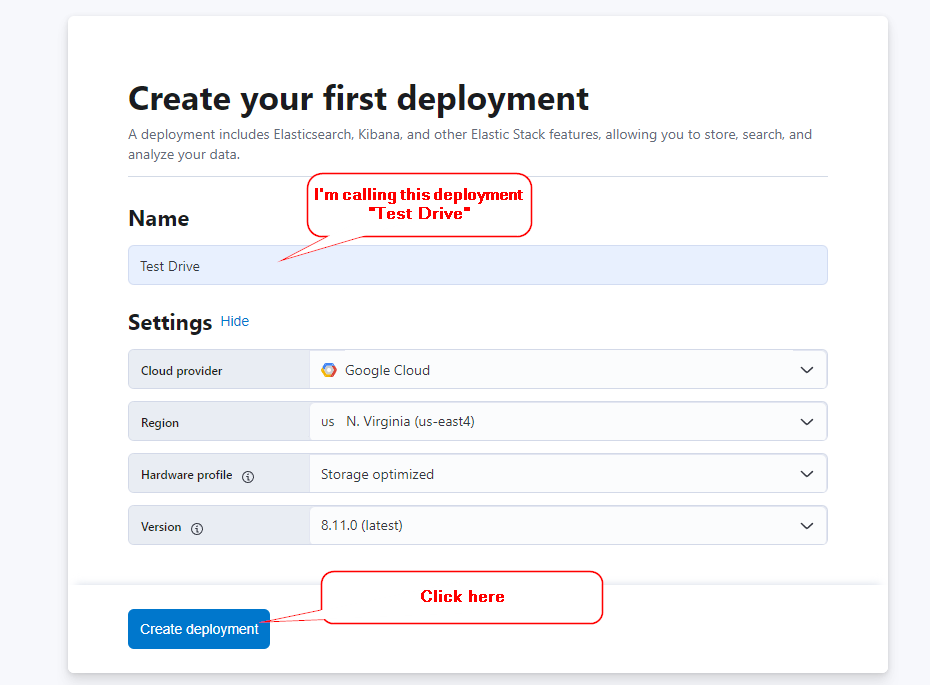 Create your first deployment
A deployment includes Elasticsearch, Kibana, and other Elastic Stack features, allowing you to store, search, and
analyze your data.
I'm calling this deployment
"Test Drive"
Name
Test Drive
Settings Hide
Cloud provider Google Cloud
Region us N. Virginia (us-east4)
Hardware profile Storage optimized
Version 8.11.0 (latest)
Click here
Create deployment